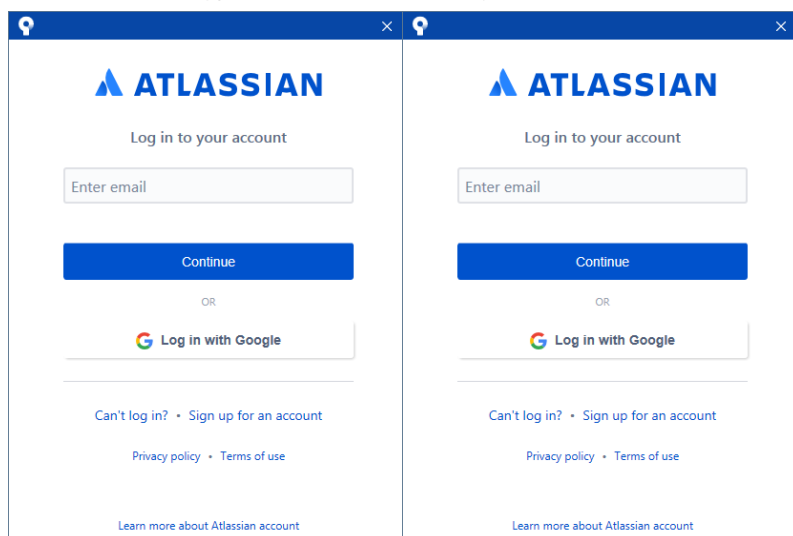 ATLASSIAN
Log in to your account
Enter email
Continue
OR
Log in with Google
Can't log in? • Sign up for an account
Privacy policy • Terms of use
Learn more about Atlassian account
ATLASSIAN
Log in to your account
Enter email
Continue
OR
Log in with Google
Can't log in? • Sign up for an account
Privacy policy • Terms of use
Learn more about Atlassian account